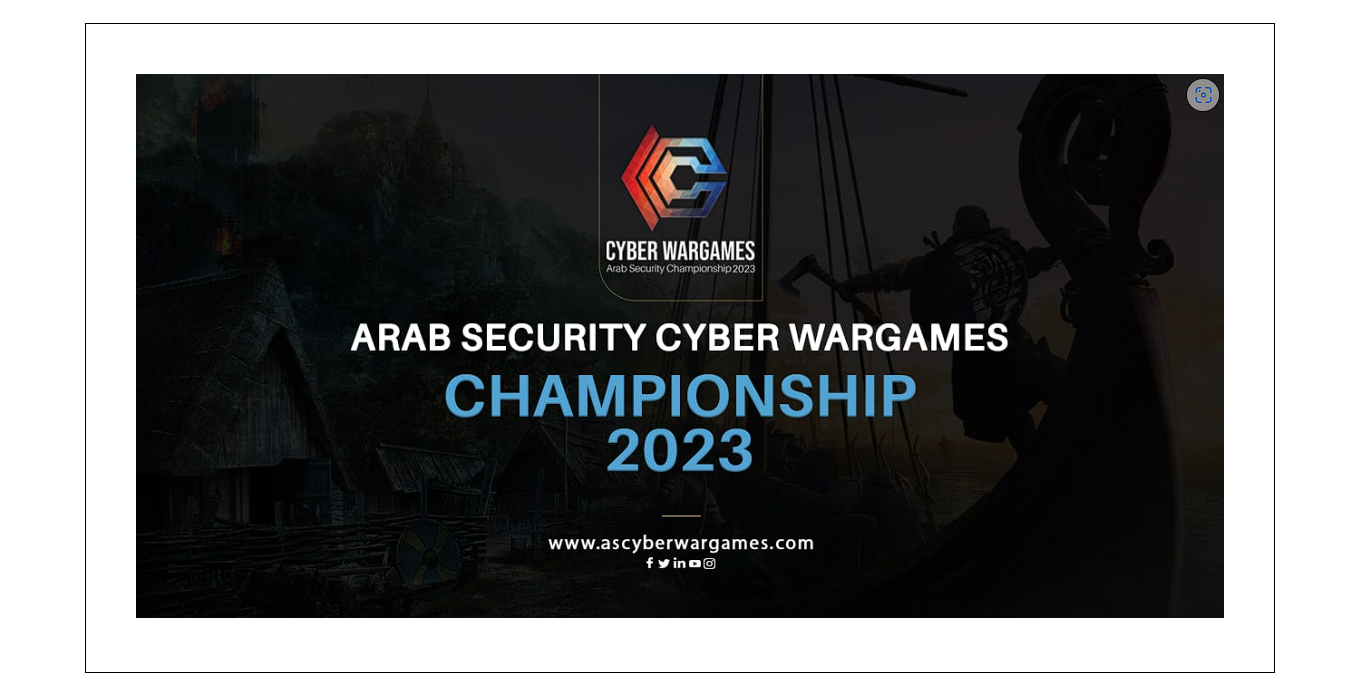 CYBER WARGAMES
Arab Security Championship 2023
ARAB SECURITY CYBER WARGAMES
CHAMPIONSHIP
2023
www.ascyberwargames.com